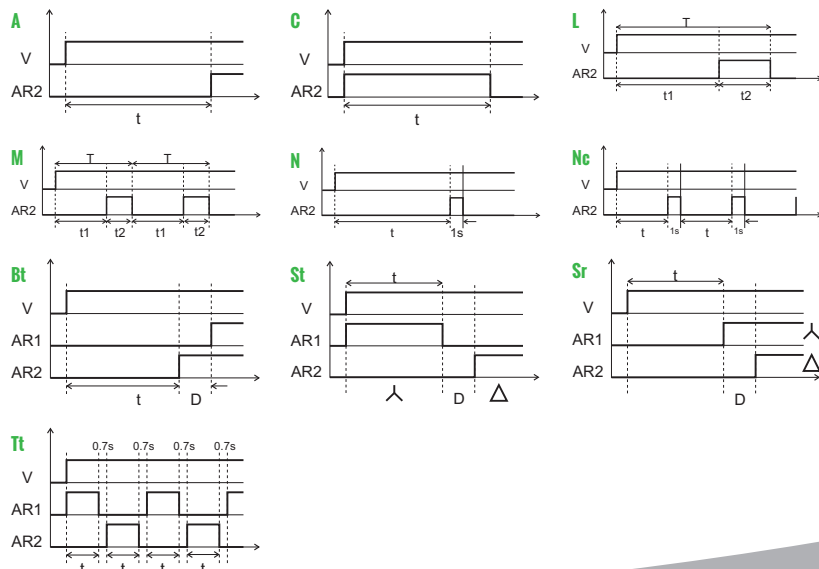 A
V
AR2
t
C
V
AR2
t
L
T
V
AR2
t1 t2
M
T T
V
AR2
t1 t2 t1 t2
N
V
AR2
t 1s
Nc
V
AR2
t 1s t 1s
Bt
V
AR1
AR2
t D
St
t
V
AR1
AR2
D Δ
Sr
t
V
AR1
AR2
Δ
D
Tt
0.7s 0.7s 0.7s 0.7s
V
AR1
AR2
t t t t